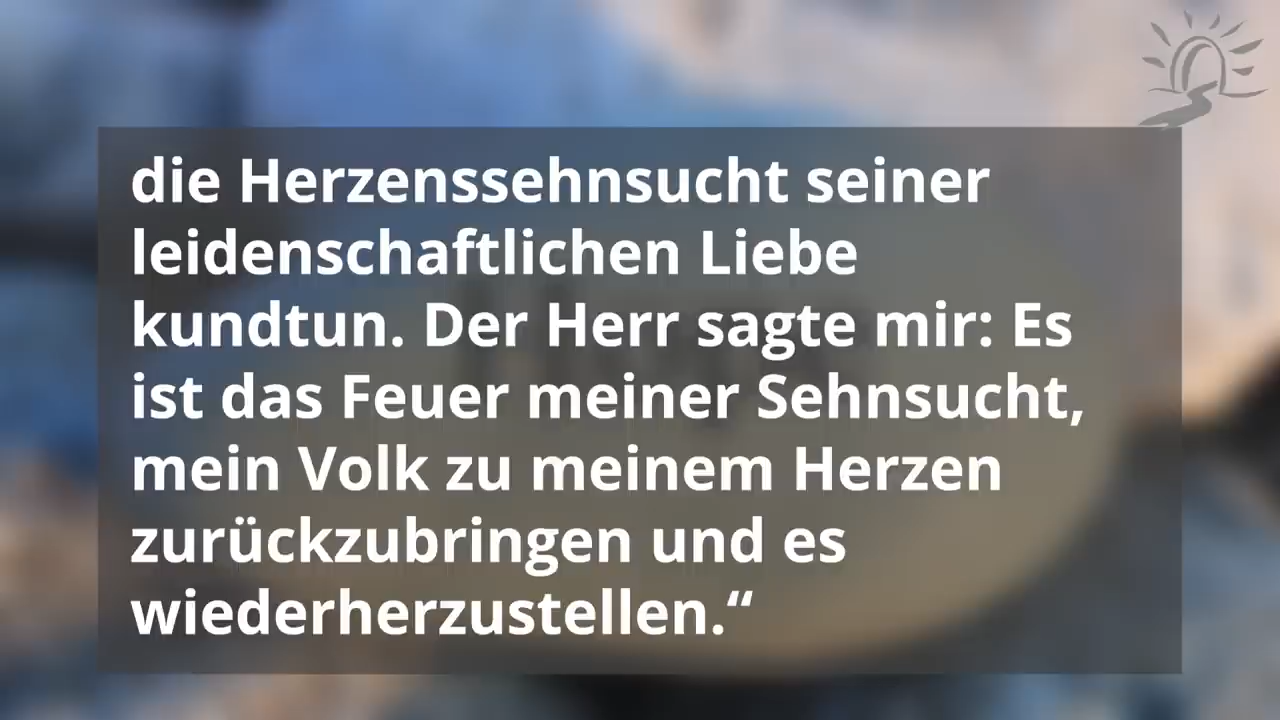 die Herzenssehnsucht seiner
leidenschaftlichen Liebe
kundtun. Der Herr sagte mir: Es
ist das Feuer meiner Sehnsucht,
mein Volk zu meinem Herzen
zurückzubringen und es
wiederherzustellen.“